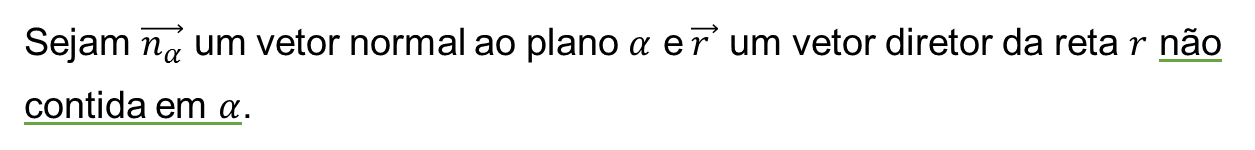 Sejam $\overrightarrow{n_\alpha}$ um vetor normal ao plano $\alpha$ e $\overrightarrow{r}$ um vetor diretor da reta $r$ não
contida em $\alpha$.